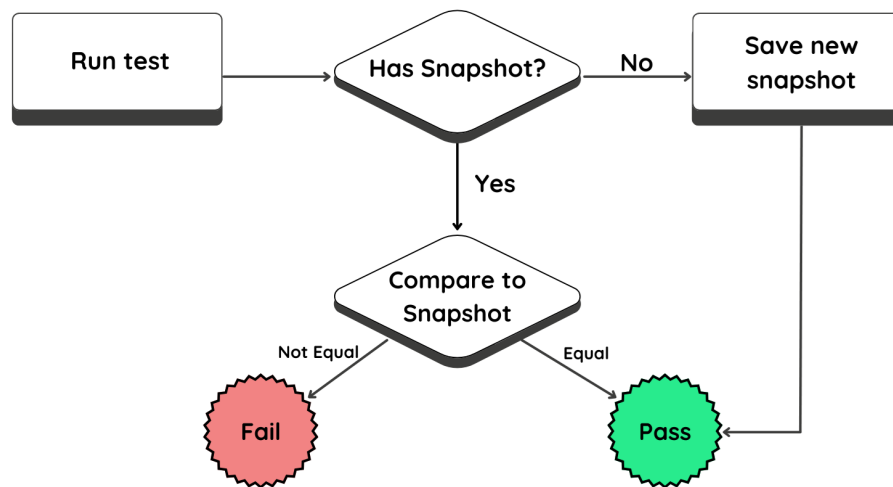 Run test
Has Snapshot?
No
Save new
snapshot
Yes
Compare to
Snapshot
Not Equal
Equal
Fail
Pass